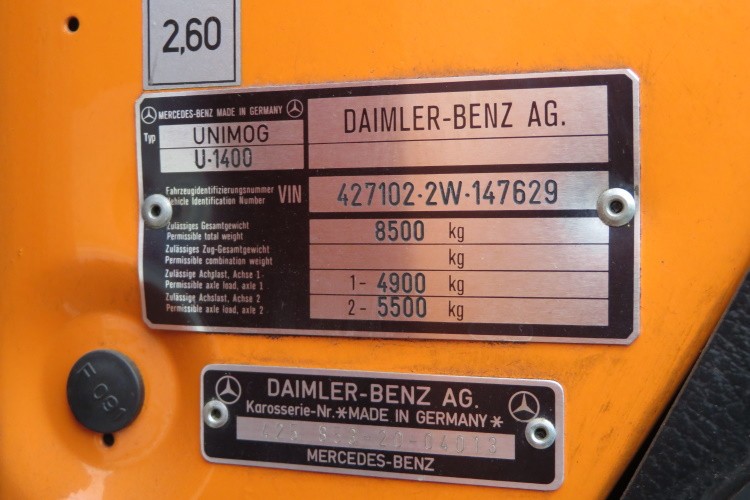 2,60
MERCEDES-BENZ MADE IN GERMANY
Typ UNIMOG
U-1400
DAIMLER-BENZ AG.
Fahrzeugidentifizierungsnummer
Vehicle Identification Number VIN 427102-2W-147629
Zulässiges Gesamtgewicht
Permissible total weight 8500 kg
Zulässiges Zug-Gesamtgewicht
Permissible combination weight kg
Zulässige Achslast, Achse 1-
Permissible axle load, axle 1 1- 4900 kg
Zulässige Achslast, Achse 2
Permissible axle load, axle 2 2- 5500 kg
F 091
DAIMLER-BENZ AG.
Karosserie-Nr.*MADE IN GERMANY*
MERCEDES-BENZ